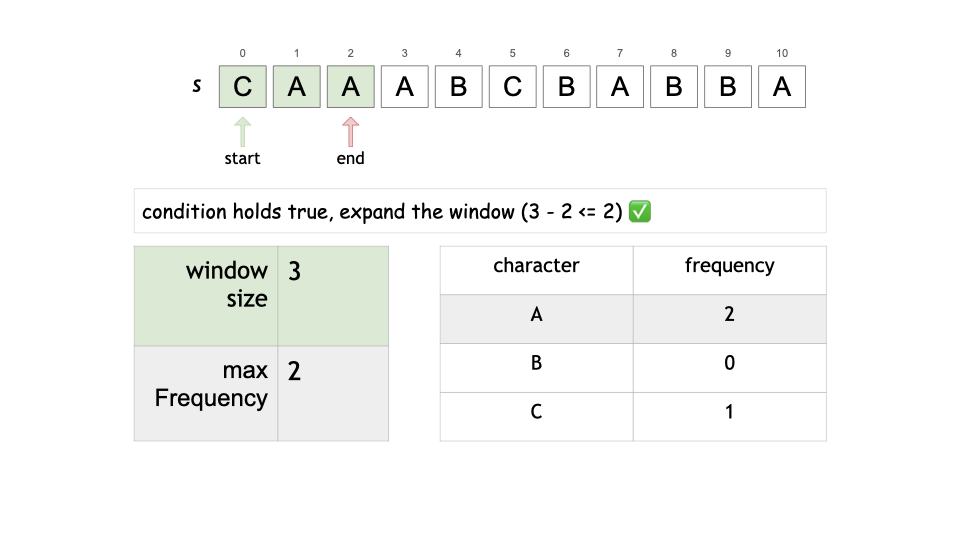 0 1 2 3 4 5 6 7 8 9 10
s C A A A B C B A B B A
start end
condition holds true, expand the window (3 - 2 <= 2) ✅
window 3
size
max 2
Frequency
character frequency
A 2
B 0
C 1